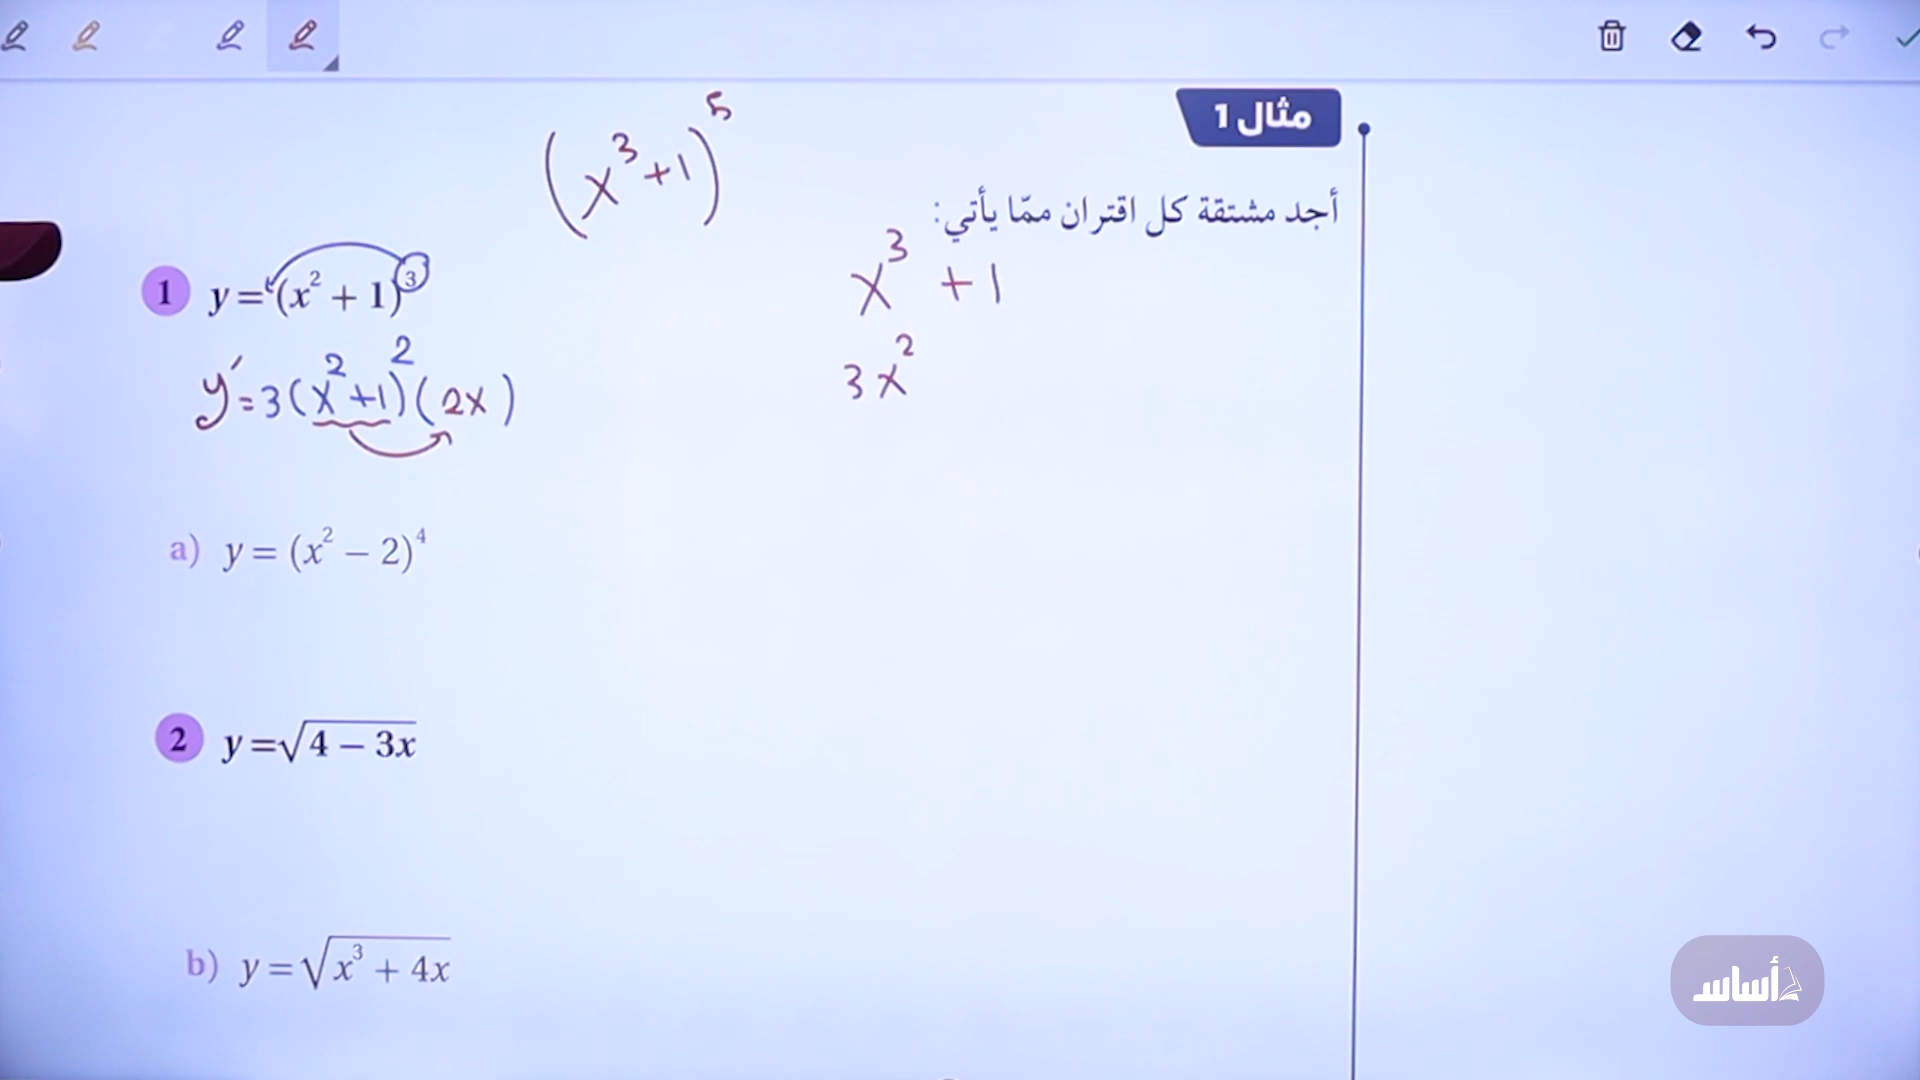 مثال 1
أجد مشتقة كل اقتران ممّا يأتي:
(x³+1)⁵
x³ + 1
3x²
1 y = (x² + 1)³
y′ = 3(x²+1)²(2x)
a) y = (x² − 2)⁴
2 y = √(4 − 3x)
b) y = √(x³ + 4x)
أساس